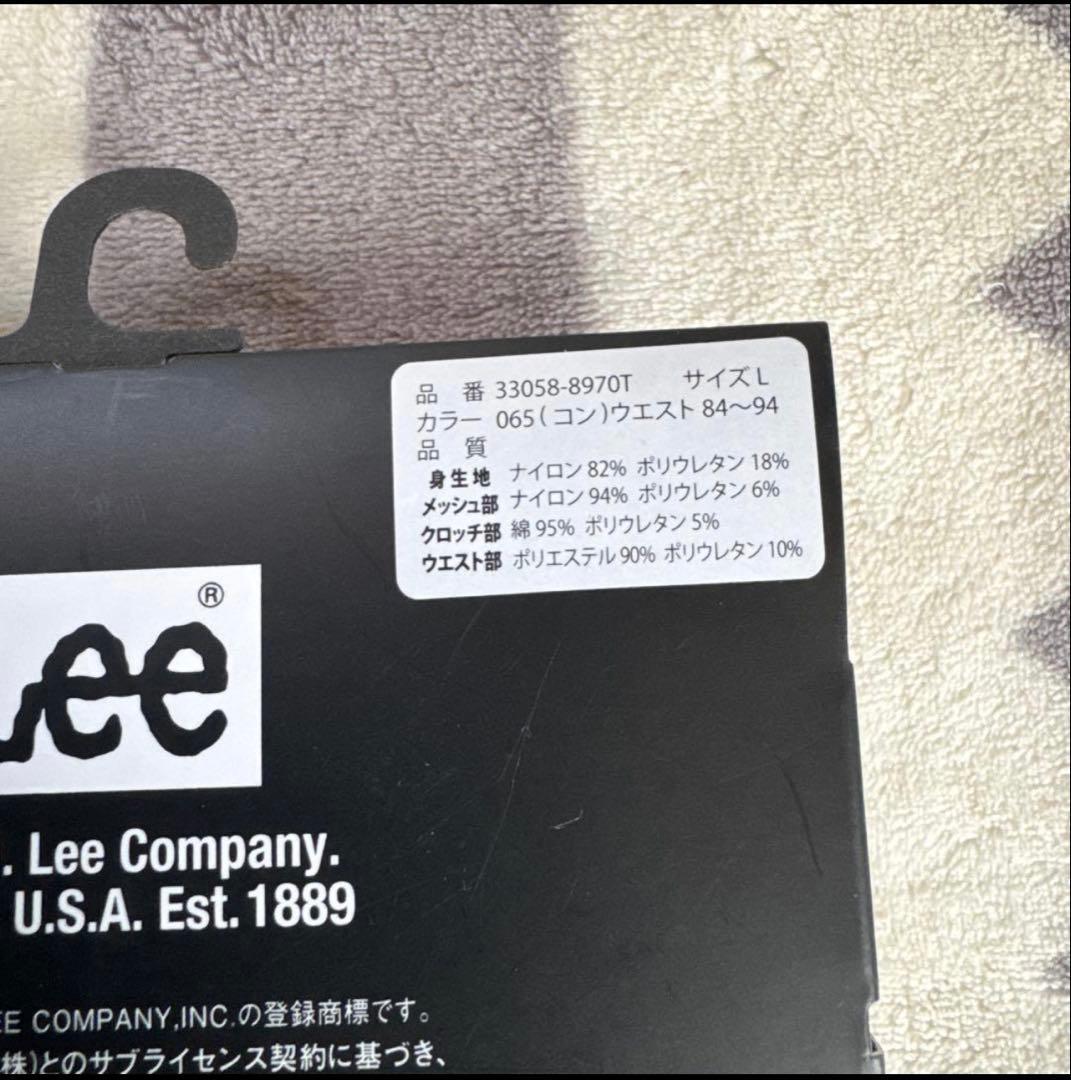 品 番 33058-8970T サイズ L
カラー 065(コン)ウエスト 84〜94
品 質
身生地 ナイロン 82% ポリウレタン 18%
メッシュ部 ナイロン 94% ポリウレタン 6%
クロッチ部 綿 95% ポリウレタン 5%
ウエスト部 ポリエステル 90% ポリウレタン 10%
Lee ®
. Lee Company.
U.S.A. Est. 1889
EE COMPANY,INC.の登録商標です。
株)とのサブライセンス契約に基づき、